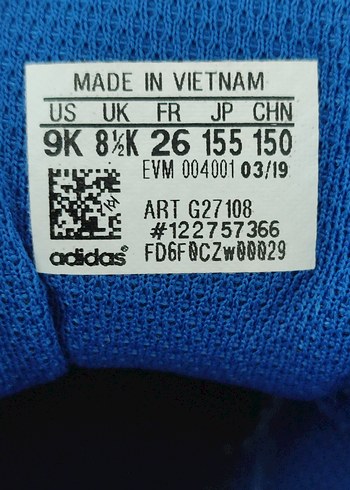 MADE IN VIETNAM
US UK FR JP CHN
9K 8½K 26 155 150
EVM 004001 03/19
ART G27108
#122757366
adidas FD6F0CZw00029